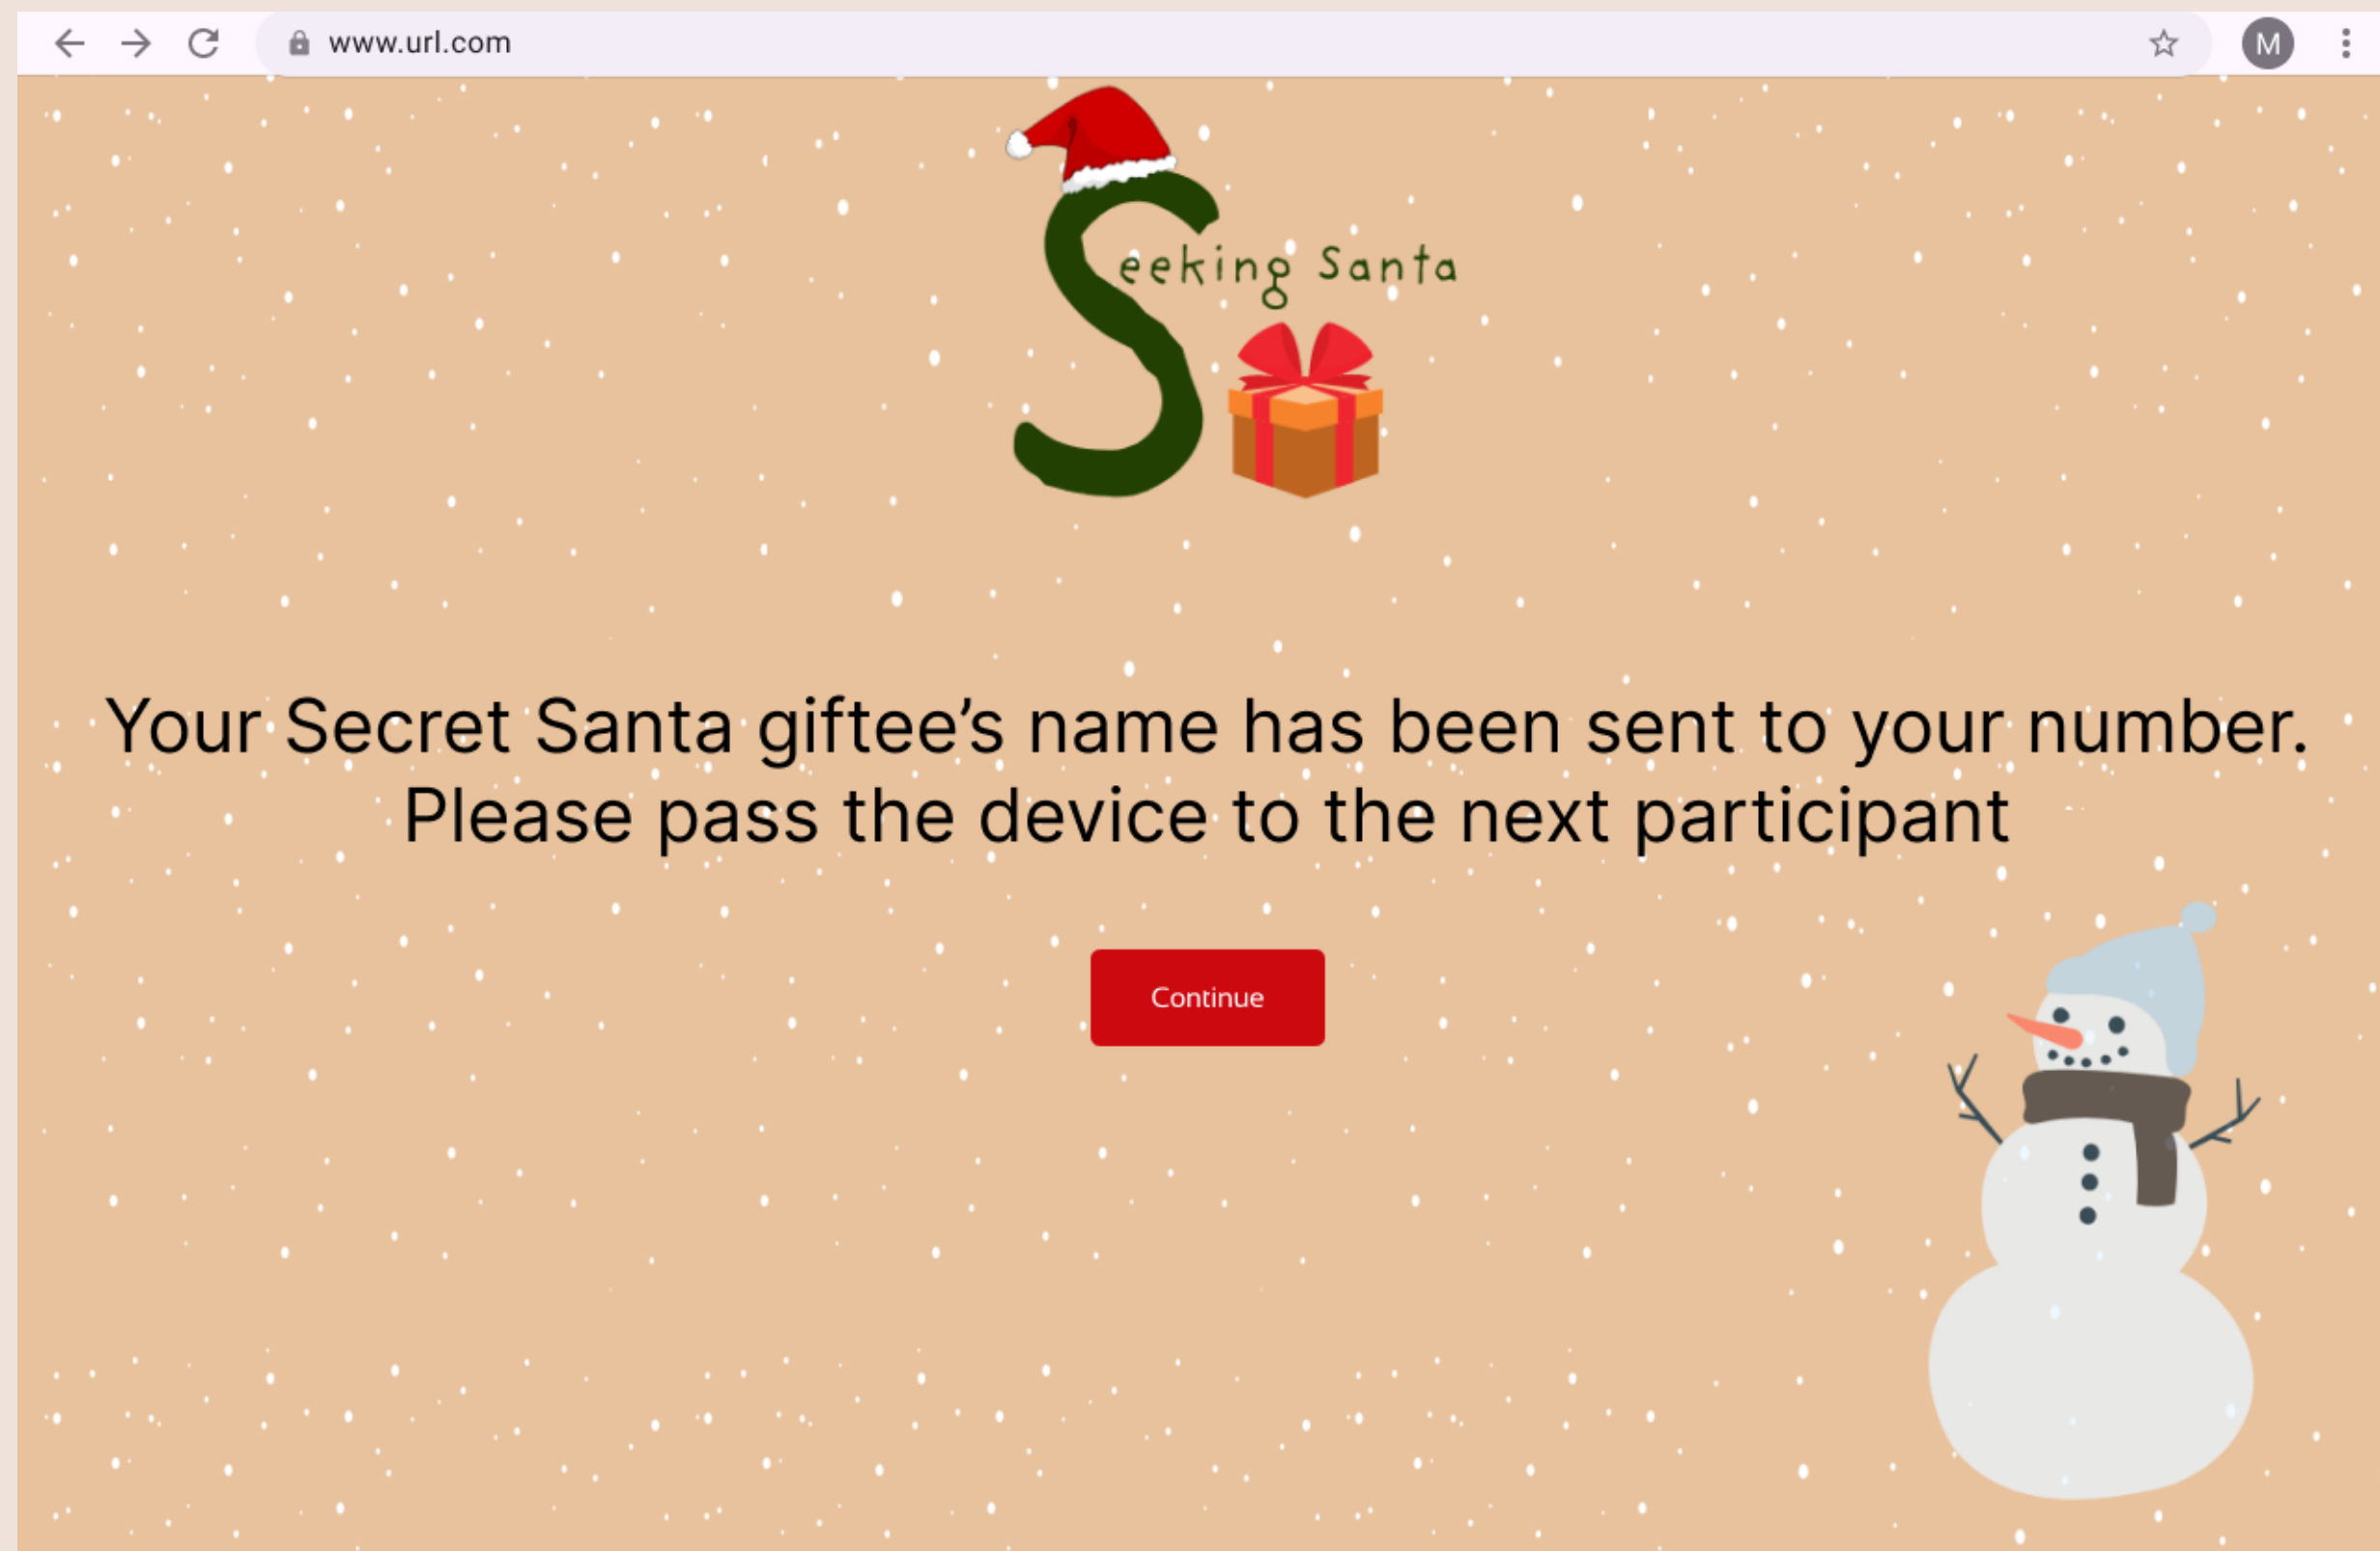 www.url.com
M
Seeking Santa
Your Secret Santa giftee’s name has been sent to your number.
Please pass the device to the next participant
Continue